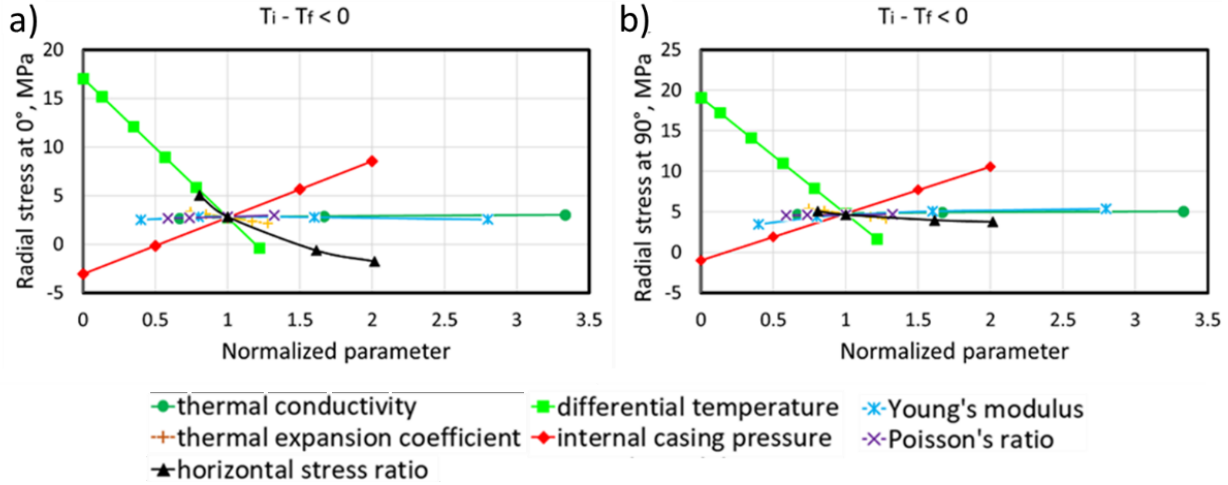 a)
Ti - Tf < 0
Radial stress at 0°, MPa
20
15
10
5
0
-5
0 0.5 1 1.5 2 2.5 3 3.5
Normalized parameter
b)
Ti - Tf < 0
Radial stress at 90°, MPa
25
20
15
10
5
0
-5
0 0.5 1 1.5 2 2.5 3 3.5
Normalized parameter
thermal conductivity differential temperature Young's modulus
thermal expansion coefficient internal casing pressure Poisson's ratio
horizontal stress ratio